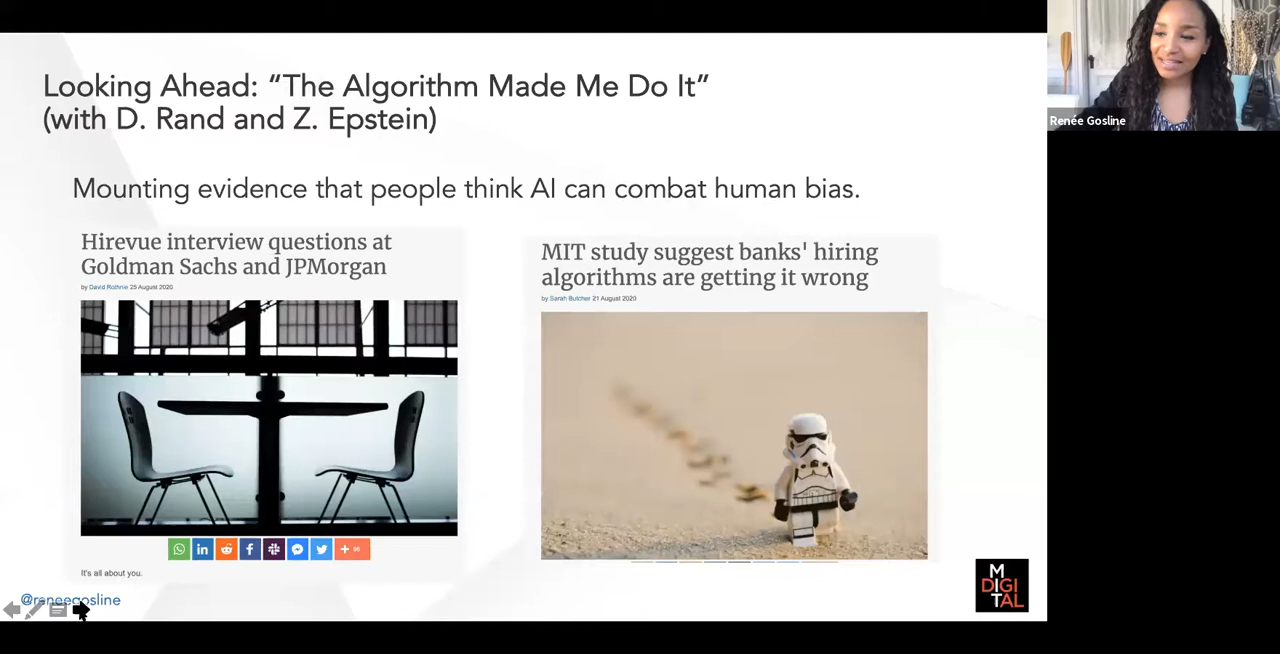 Looking Ahead: “The Algorithm Made Me Do It”
(with D. Rand and Z. Epstein)
Mounting evidence that people think AI can combat human bias.
Hirevue interview questions at
Goldman Sachs and JPMorgan
by David Rothnie 25 August 2020
It's all about you.
MIT study suggest banks' hiring
algorithms are getting it wrong
by Sarah Butcher 21 August 2020
@reneegosline
M
DIGI
TAL
Renée Gosline